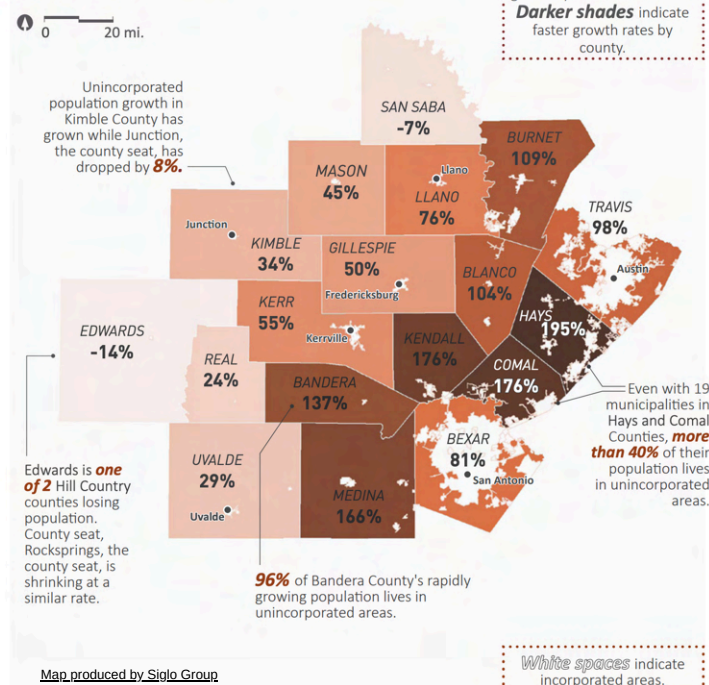 Darker shades indicate
faster growth rates by
county.
20 mi.
Unincorporated
population growth in
Kimble County has
grown while Junction,
the county seat, has
dropped by 8%.
SAN SABA
-7%
BURNET
109%
MASON
45%
Llano
LLANO
76%
TRAVIS
98%
Austin
Junction
KIMBLE
34%
GILLESPIE
50%
Fredericksburg
BLANCO
104%
HAYS
195%
KERR
55%
Kerrville
EDWARDS
-14%
REAL
24%
KENDALL
176%
COMAL
176%
BANDERA
137%
Even with 19
municipalities in
Hays and Comal
Counties, more
than 40% of their
population lives
in unincorporated
areas.
BEXAR
81%
San Antonio
UVALDE
29%
Uvalde
MEDINA
166%
Edwards is one
of 2 Hill Country
counties losing
population.
County seat,
Rocksprings, the
county seat, is
shrinking at a
similar rate.
96% of Bandera County's rapidly
growing population lives in
unincorporated areas.
Map produced by Siglo Group
White spaces indicate
incorporated areas.